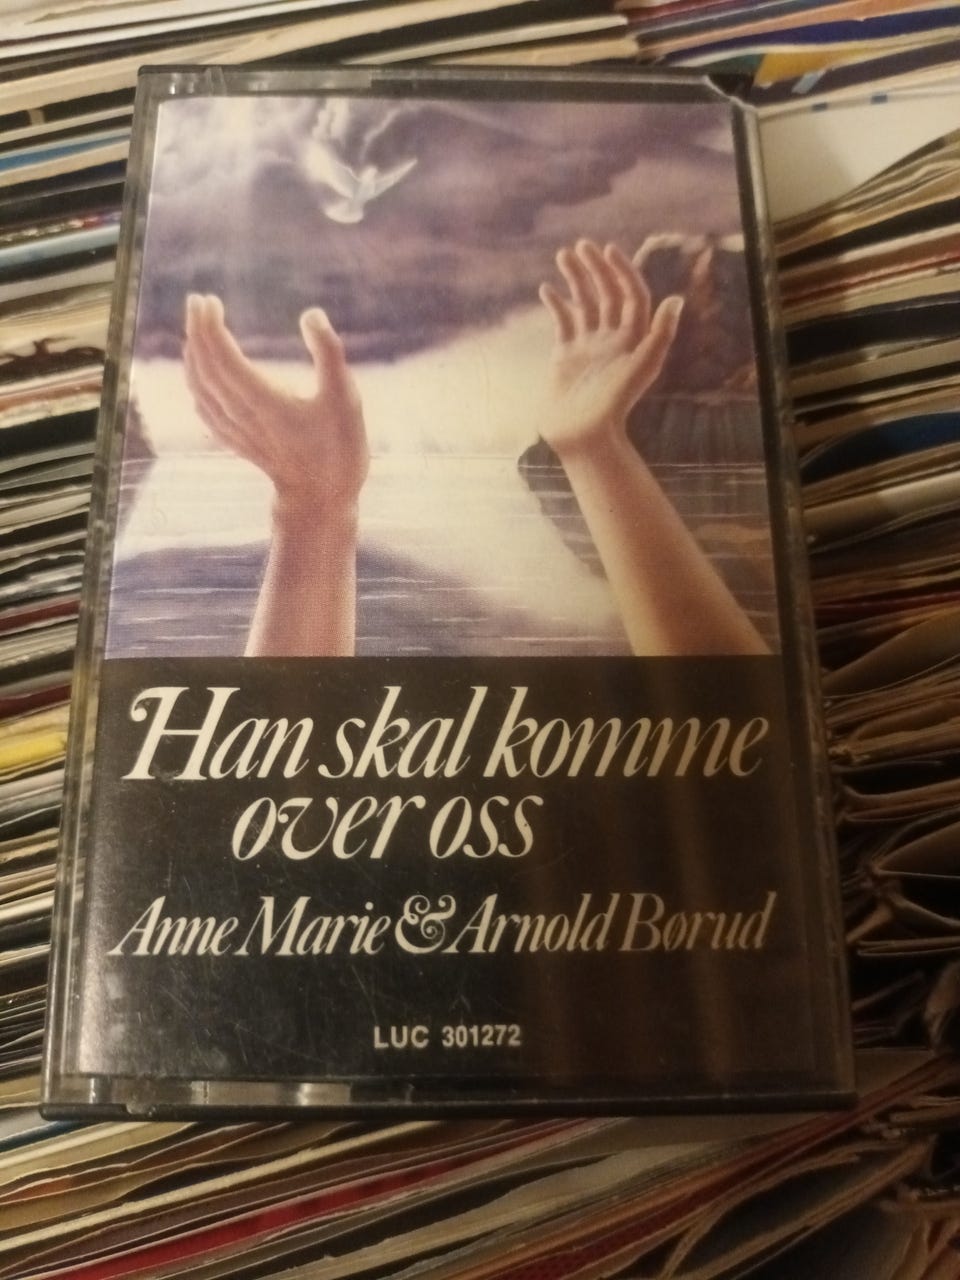 Han skal komme
over oss
Anne Marie & Arnold Børud
LUC 301272